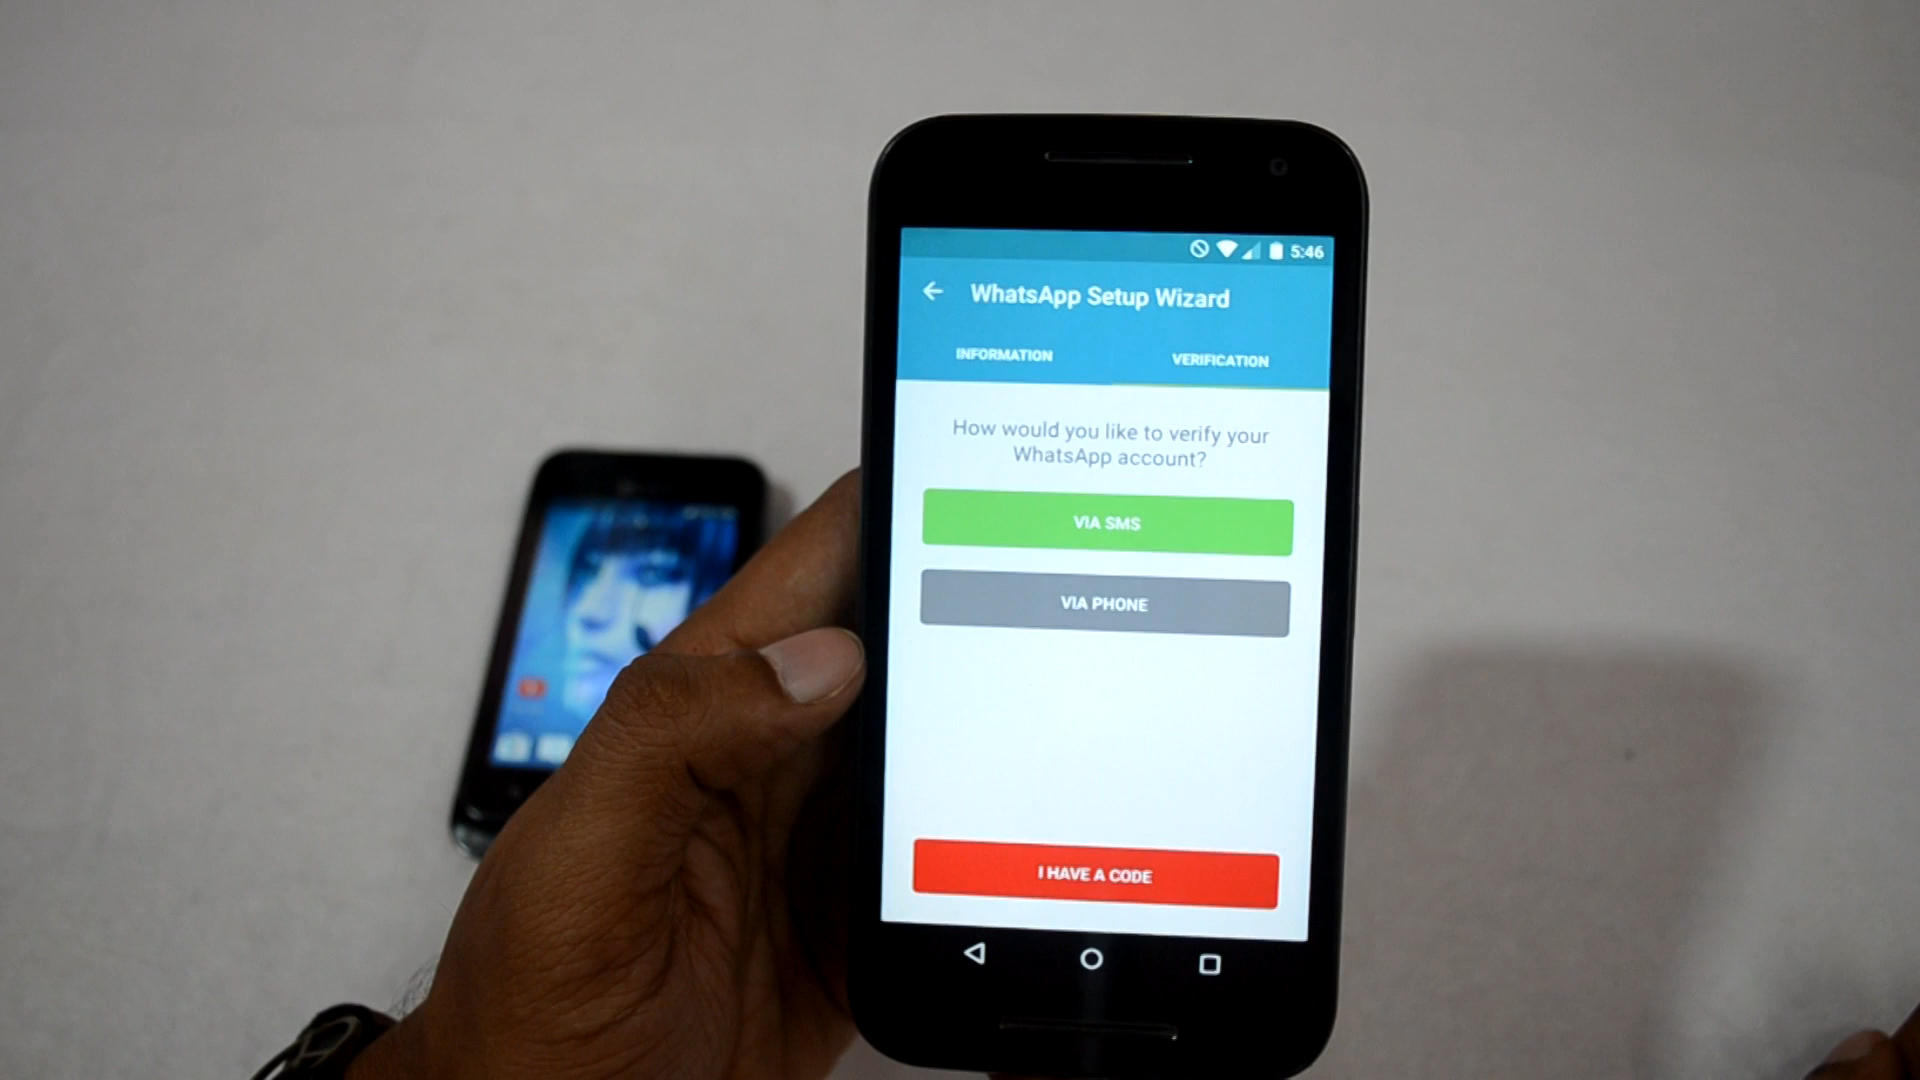 5:46
WhatsApp Setup Wizard
INFORMATION VERIFICATION
How would you like to verify your
WhatsApp account?
VIA SMS
VIA PHONE
I HAVE A CODE